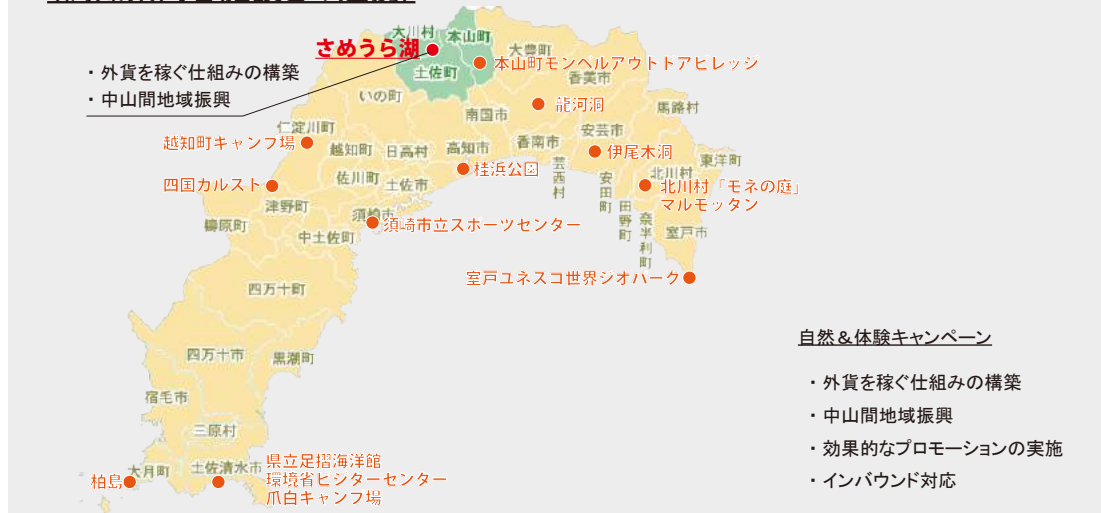 大川村
本山町
さめうら湖
大豊町
土佐町
本山町モンベルアウトドアビレッジ
・外貨を稼ぐ仕組みの構築
香美市
・中山間地域振興
いの町
龍河洞
馬路村
南国市
仁淀川町
安芸市
越知町キャンプ場
越知町
日高村
高知市
香南市
伊尾木洞
東洋町
桂浜公園
芸西村
北川村
四国カルスト
佐川町
土佐市
安田町
北川村「モネの庭」
マルモッタン
津野町
田野町
奈半利町
須崎市
須崎市立スポーツセンター
梼原町
中土佐町
室戸市
室戸ユネスコ世界ジオパーク
四万十町
自然&体験キャンペーン
四万十市
黒潮町
・外貨を稼ぐ仕組みの構築
宿毛市
・中山間地域振興
三原村
・効果的なプロモーションの実施
県立足摺海洋館
大月町
土佐清水市
柏島
環境省ビジターセンター
・インバウンド対応
爪白キャンプ場